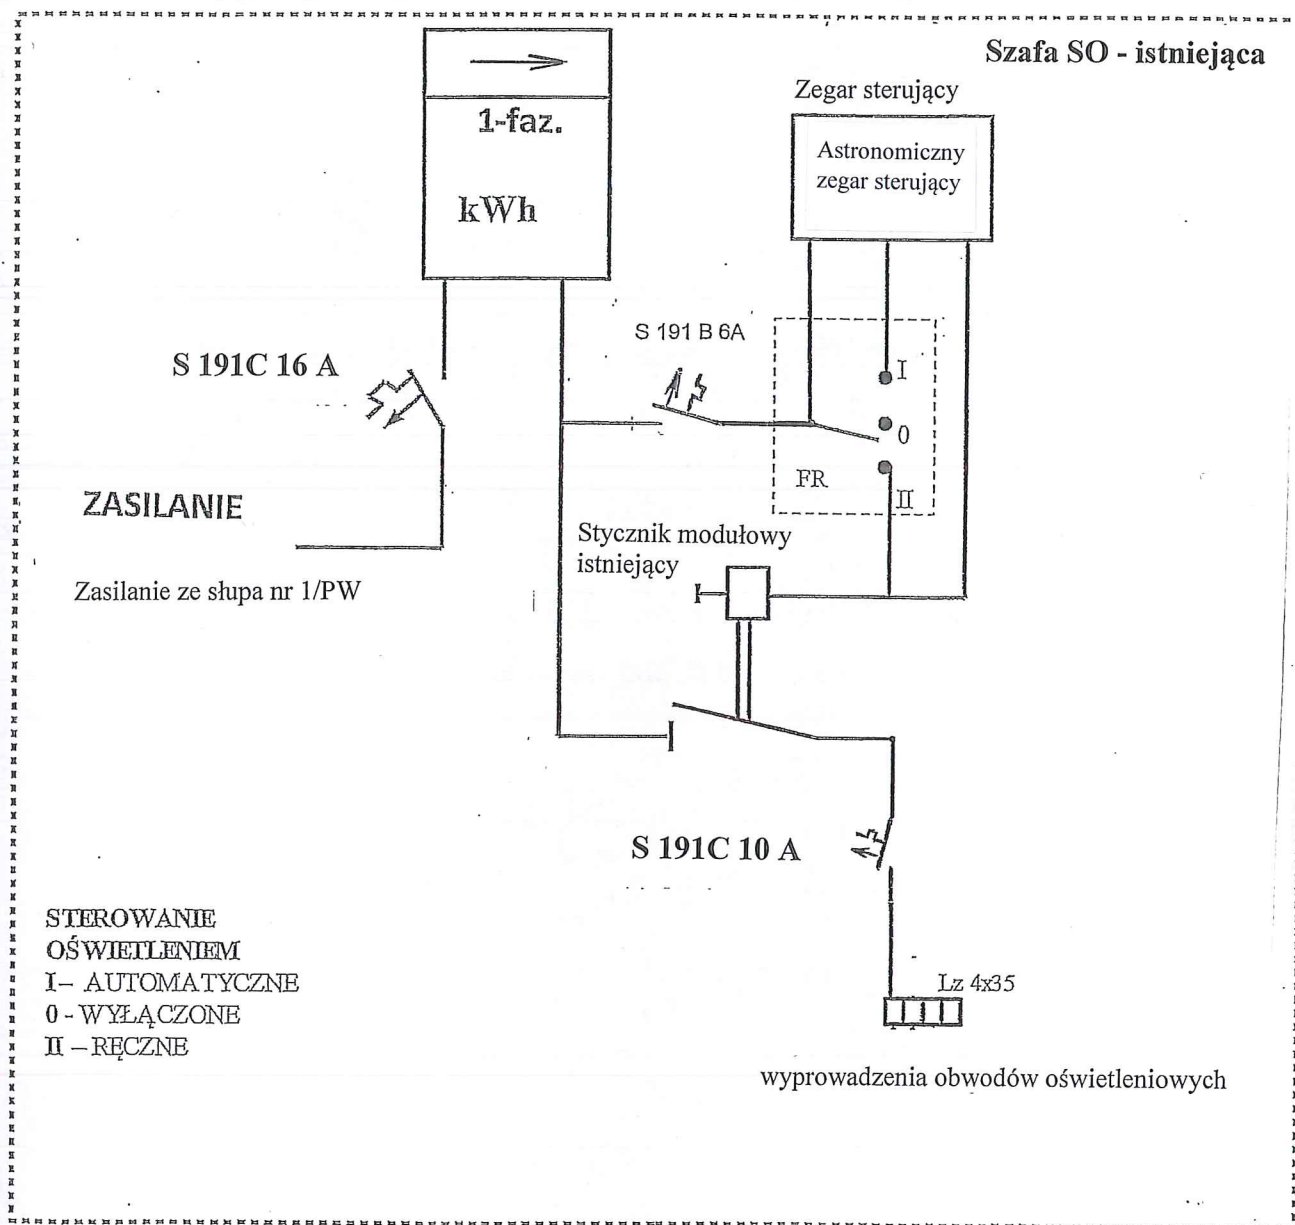 Szafa SO - istniejąca
Zegar sterujący
1-faz.
kWh
Astronomiczny
zegar sterujący
S 191 B 6A
S 191C 16 A
I
0
FR
II
ZASILANIE
Stycznik modułowy
istniejący
Zasilanie ze słupa nr 1/PW
S 191C 10 A
STEROWANIE
OŚWIETLENIEM
I– AUTOMATYCZNE
0 - WYŁĄCZONE
II – RĘCZNE
Lz 4x35
wyprowadzenia obwodów oświetleniowych